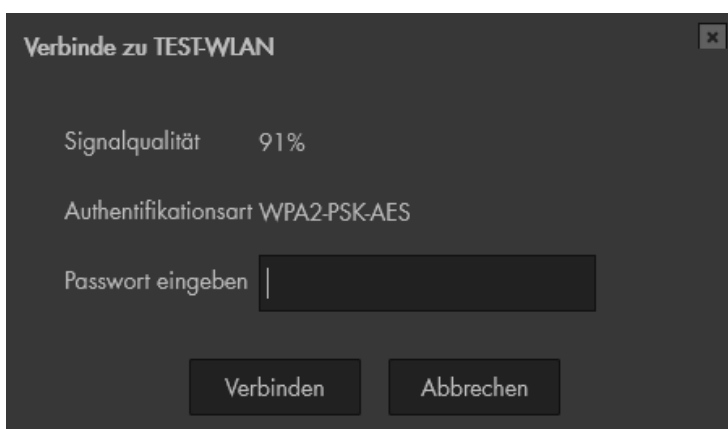 Verbinde zu TEST-WLAN
Signalqualität 91%
Authentifikationsart WPA2-PSK-AES
Passwort eingeben
Verbinden Abbrechen